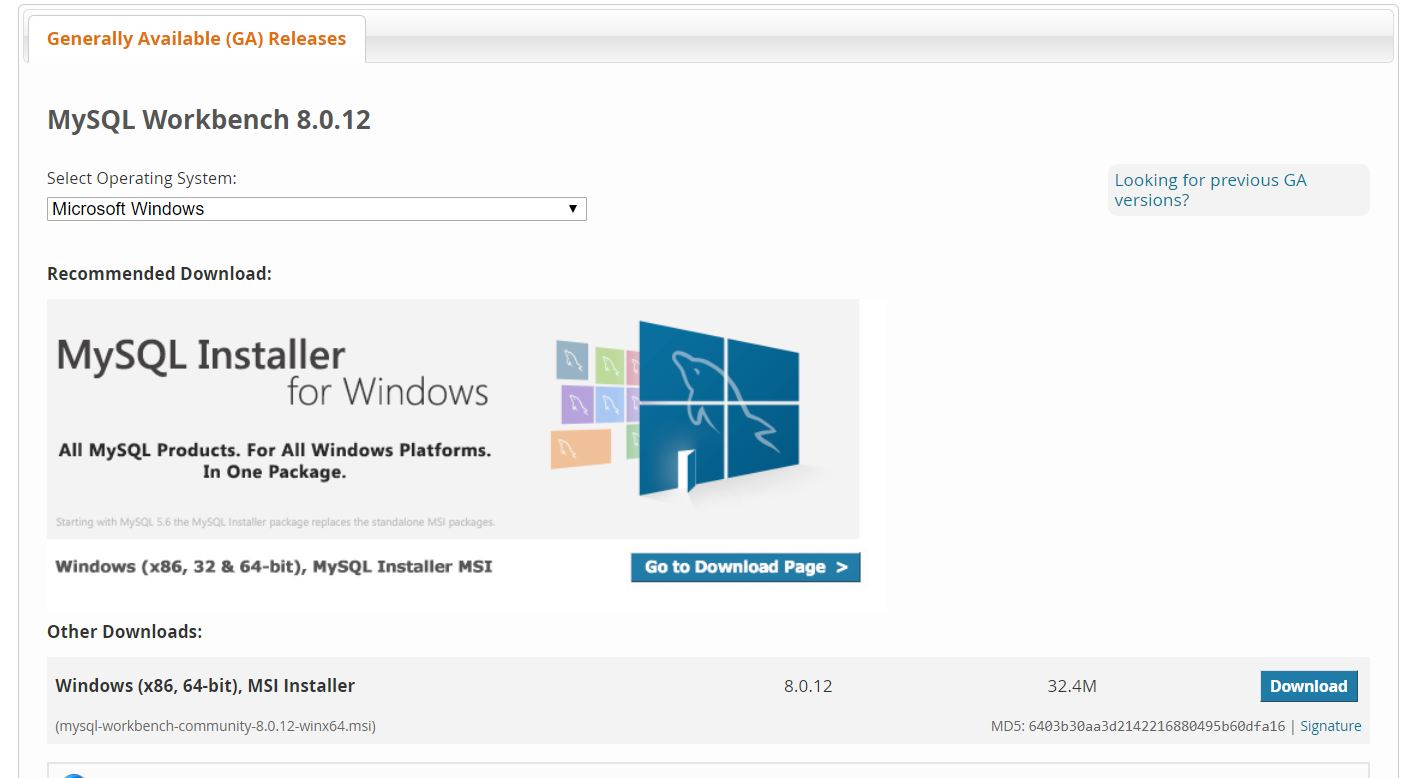 Generally Available (GA) Releases
MySQL Workbench 8.0.12
Select Operating System:
Microsoft Windows
Looking for previous GA
versions?
Recommended Download:
MySQL Installer
for Windows
All MySQL Products. For All Windows Platforms.
In One Package.
Starting with MySQL 5.6 the MySQL Installer package replaces the standalone MSI packages.
Windows (x86, 32 & 64-bit), MySQL Installer MSI
Go to Download Page >
Other Downloads:
Windows (x86, 64-bit), MSI Installer 8.0.12 32.4M Download
(mysql-workbench-community-8.0.12-winx64.msi) MD5: 6403b30aa3d2142216880495b60dfa16 | Signature